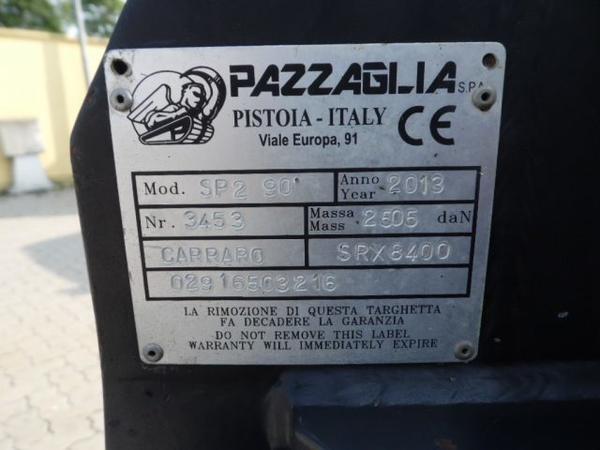 PAZZAGLIA S.P.A.
PISTOIA - ITALY
Viale Europa, 91
CE
Mod. SP2 90 Anno Year 2013
Nr. 3453 Massa Mass 2505 daN
CARRARO SRX8400
02916503216
LA RIMOZIONE DI QUESTA TARGHETTA
FA DECADERE LA GARANZIA
DO NOT REMOVE THIS LABEL
WARRANTY WILL IMMEDIATELY EXPIRE